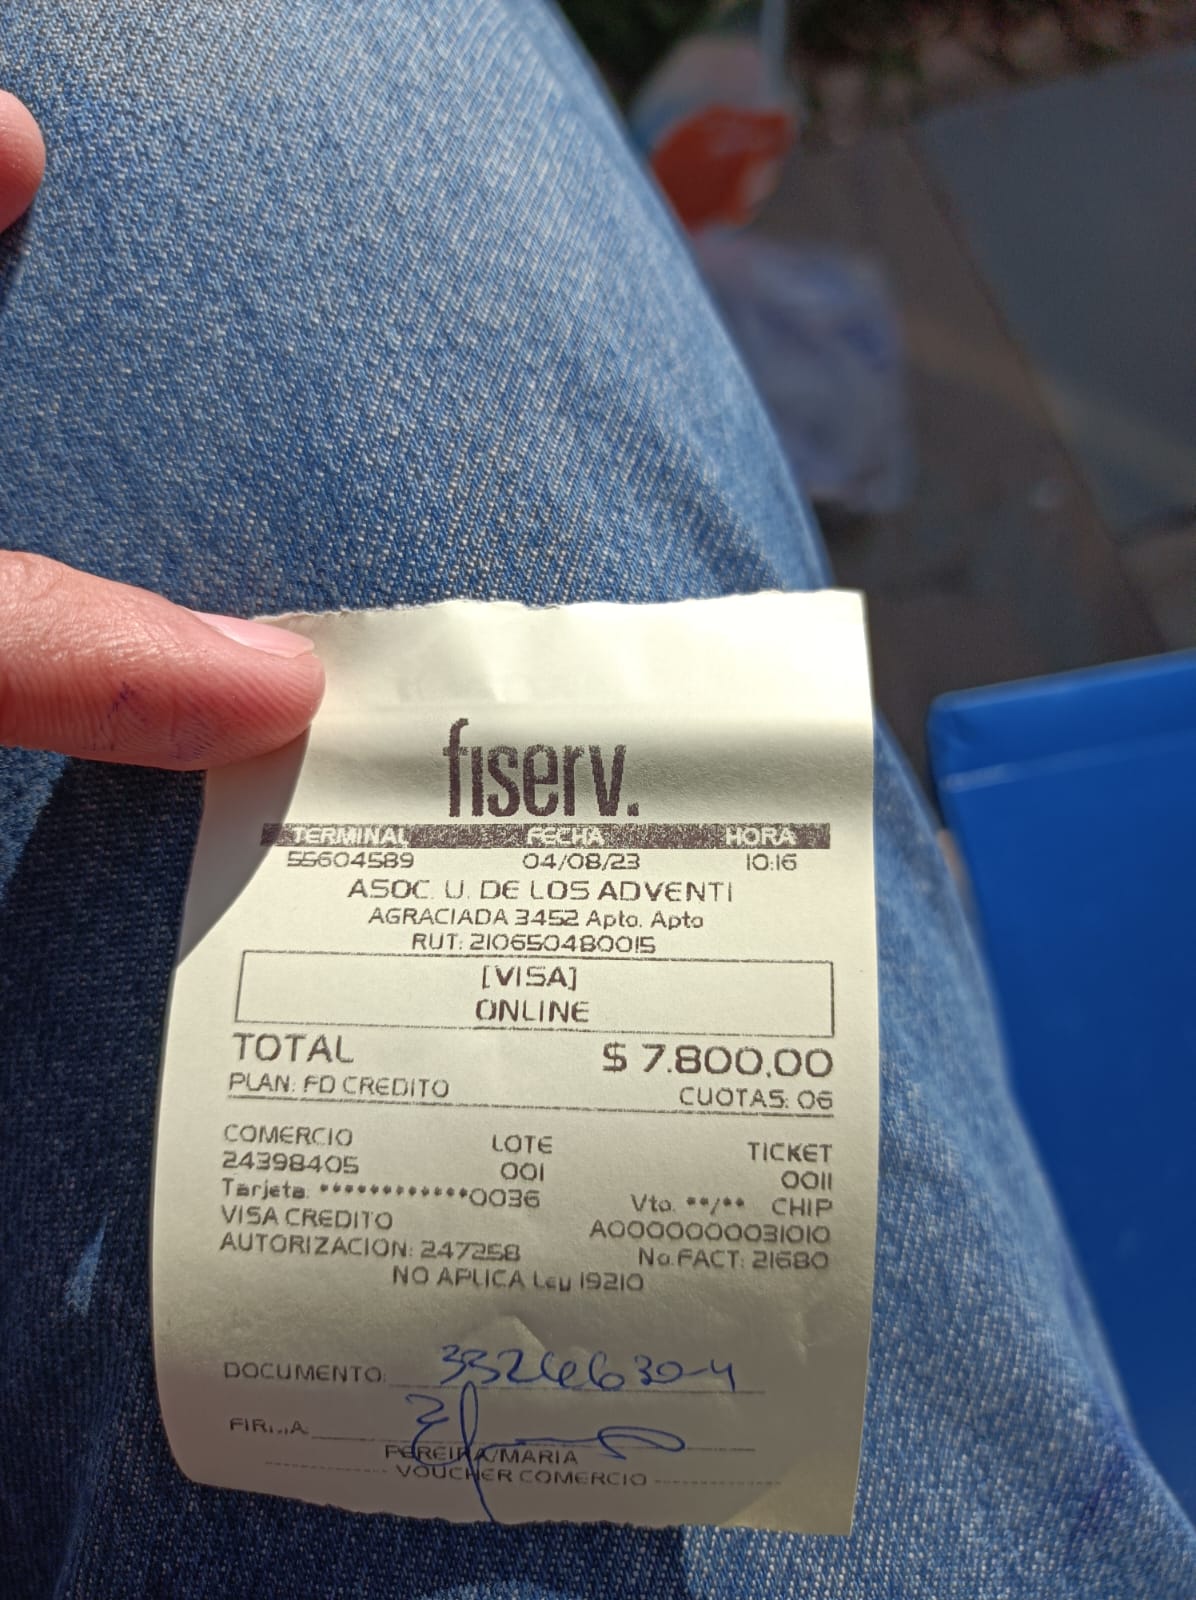 fiserv.
TERMINAL FECHA HORA
55604589 04/08/23 10:16
ASOC. U. DE LOS ADVENTI
AGRACIADA 3452 Apto. Apto
RUT: 210650480015
[VISA]
ONLINE
TOTAL $ 7.800,00
PLAN: FD CREDITO CUOTAS: 06
COMERCIO LOTE TICKET
24398405 001 0011
Tarjeta: ************0036 Vto. **/** CHIP
VISA CREDITO A0000000031010
AUTORIZACION: 247258 No.FACT: 21680
NO APLICA Ley 19210
DOCUMENTO: 3326630-4
FIRMA
PEREIRA/MARIA
VOUCHER COMERCIO